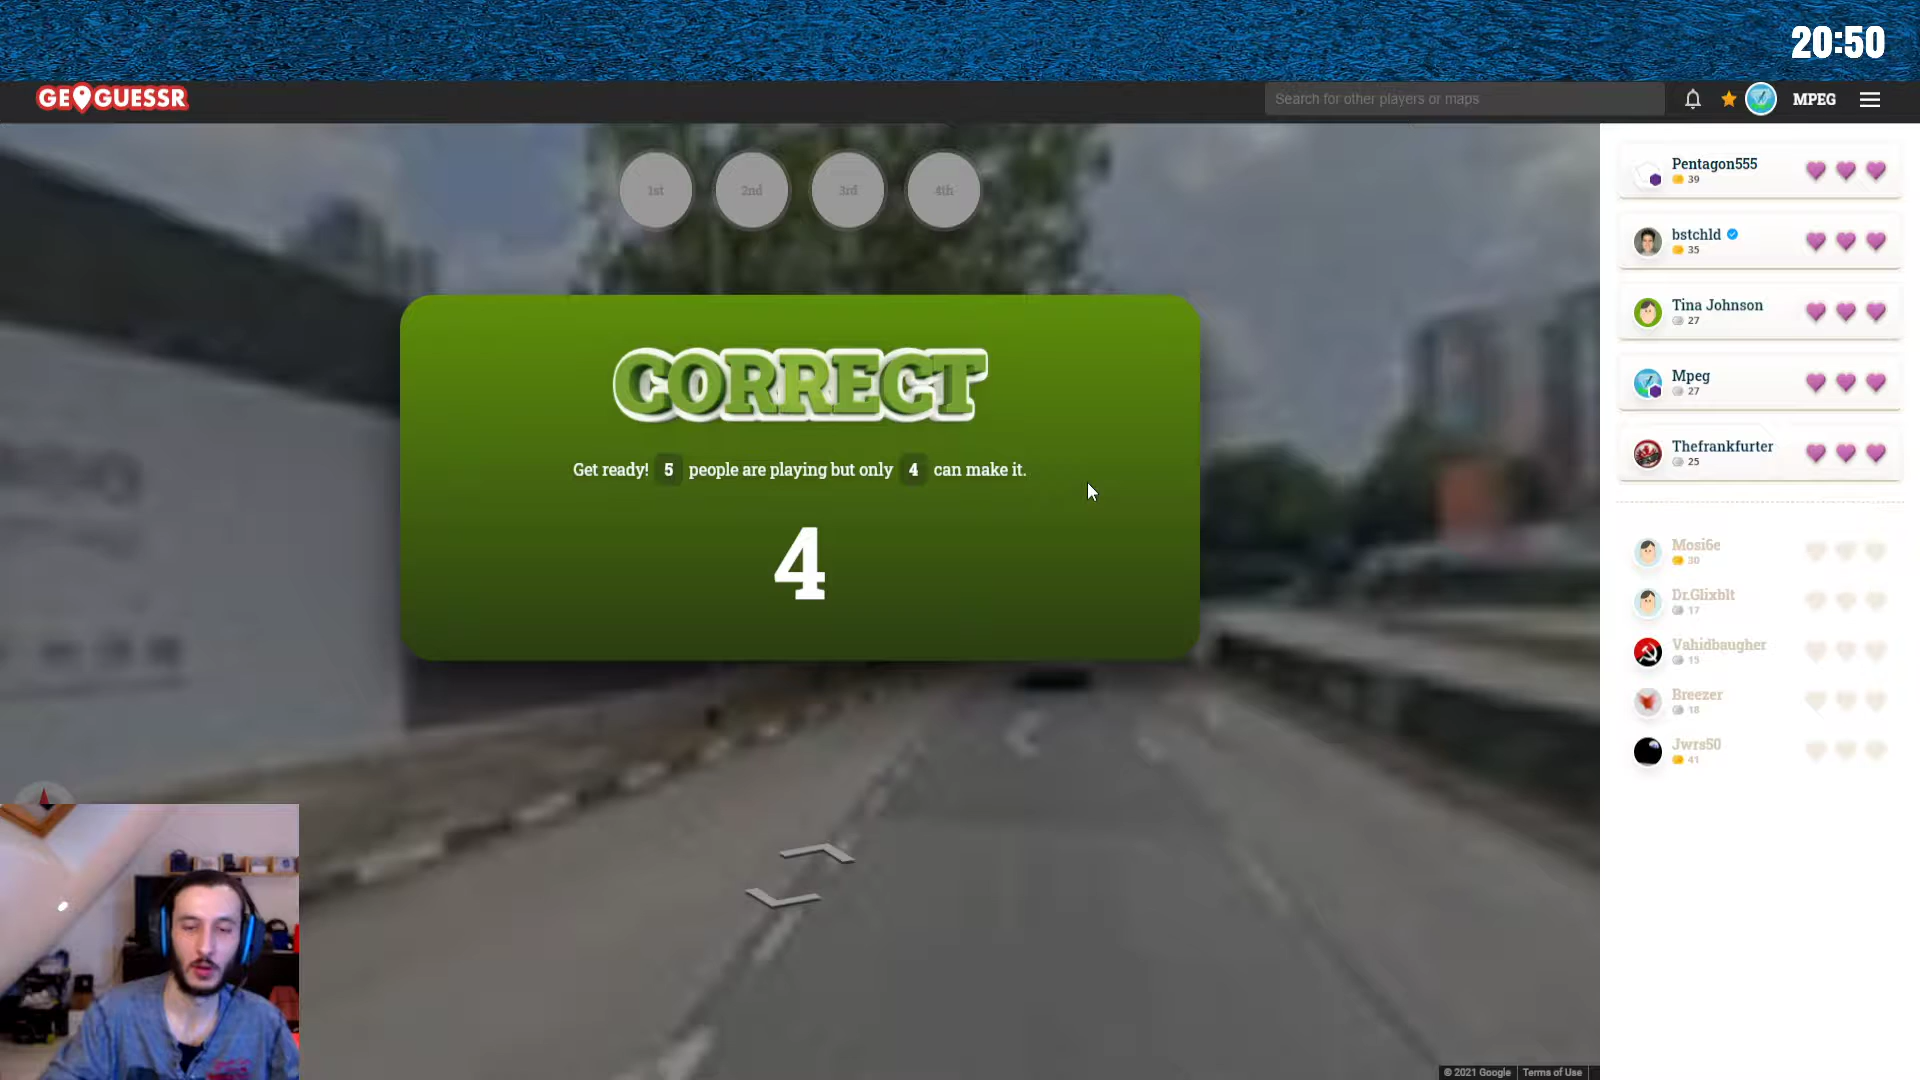 20:50
GEOGUESSR
Search for other players or maps
MPEG
1st
2nd
3rd
4th
CORRECT
Get ready! 5 people are playing but only 4 can make it.
4
Pentagon555
39
bstchld
35
Tina Johnson
27
Mpeg
27
Thefrankfurter
25
Mosi6e
30
Dr.Glixblt
17
Vahidbaugher
15
Breezer
18
Jwrs50
41
© 2021 Google
Terms of Use